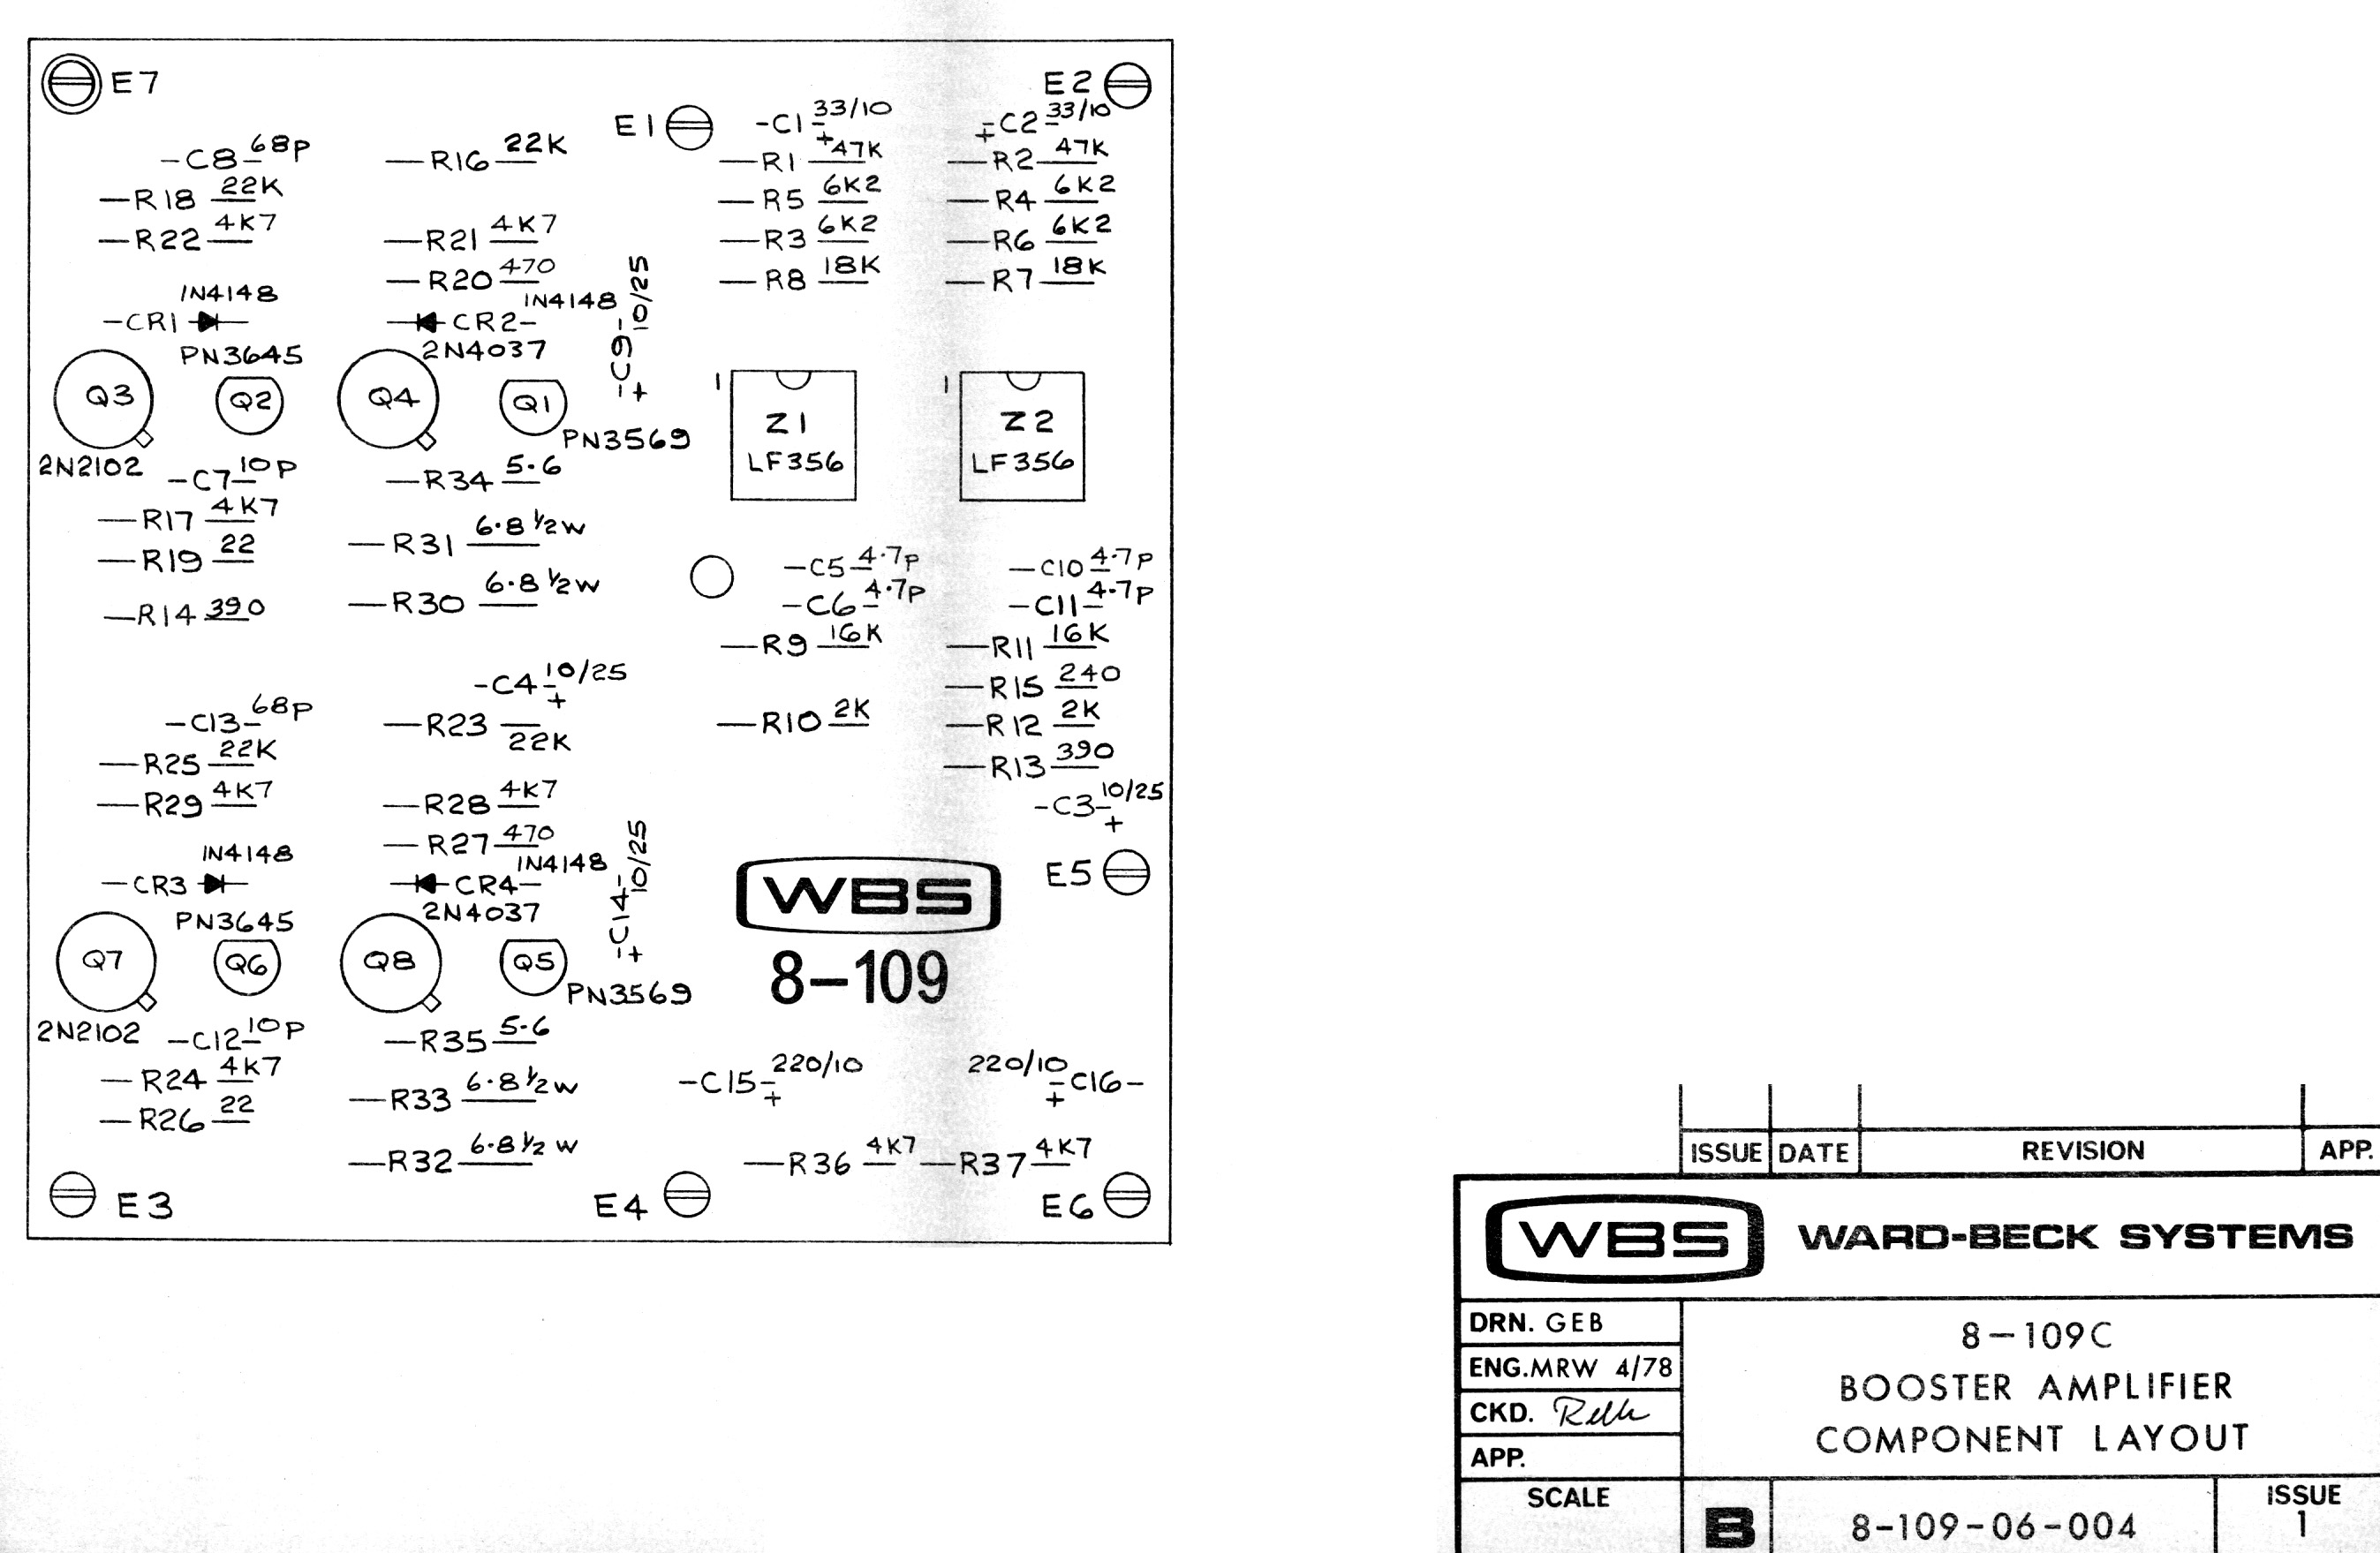 E7
E1
E2
-C8- 68P
—R16— 22K
-C1- 33/10 +
+ -C2- 33/10
—R1— 47K
—R2— 47K
—R18— 22K
—R5— 6K2
—R4— 6K2
—R22— 4K7
—R21— 4K7
—R3— 6K2
—R6— 6K2
—R20— 470
—R8— 18K
—R7— 18K
1N4148
-CR1
1N4148
CR2-
-C9- 10/25 +
PN3645
2N4037
Q3
Q2
Q4
Q1
PN3569
2N2102
1
Z1
LF356
1
Z2
LF356
-C7- 10P
—R34— 5.6
—R17— 4K7
—R31— 6.8 ½W
—R19— 22
—R30— 6.8 ½W
—R14— 390
—C5- 4.7P
—C10- 4.7P
-C6- 4.7P
-C11- 4.7P
—R9— 16K
—R11— 16K
-C4- 10/25 +
—R15— 240
-C13- 68P
—R23— 22K
—R10— 2K
—R12— 2K
—R25— 22K
—R13— 390
—R29— 4K7
—R28— 4K7
-C3- 10/25 +
—R27— 470
1N4148
-CR3
1N4148
CR4-
-C14- 10/25 +
E5
PN3645
2N4037
WBS
8-109
Q7
Q6
Q8
Q5
PN3569
2N2102
-C12- 10P
—R35— 5.6
—R24— 4K7
—R33— 6.8 ½W
-C15- 220/10 +
220/10 + -C16-
—R26— 22
—R32— 6.8 ½W
—R36— 4K7
—R37— 4K7
E3
E4
E6
ISSUE DATE REVISION APP.
WBS WARD-BECK SYSTEMS
DRN. GEB
ENG. MRW 4/78
CKD.
APP.
8-109C
BOOSTER AMPLIFIER
COMPONENT LAYOUT
SCALE
B
8-109-06-004
ISSUE
1